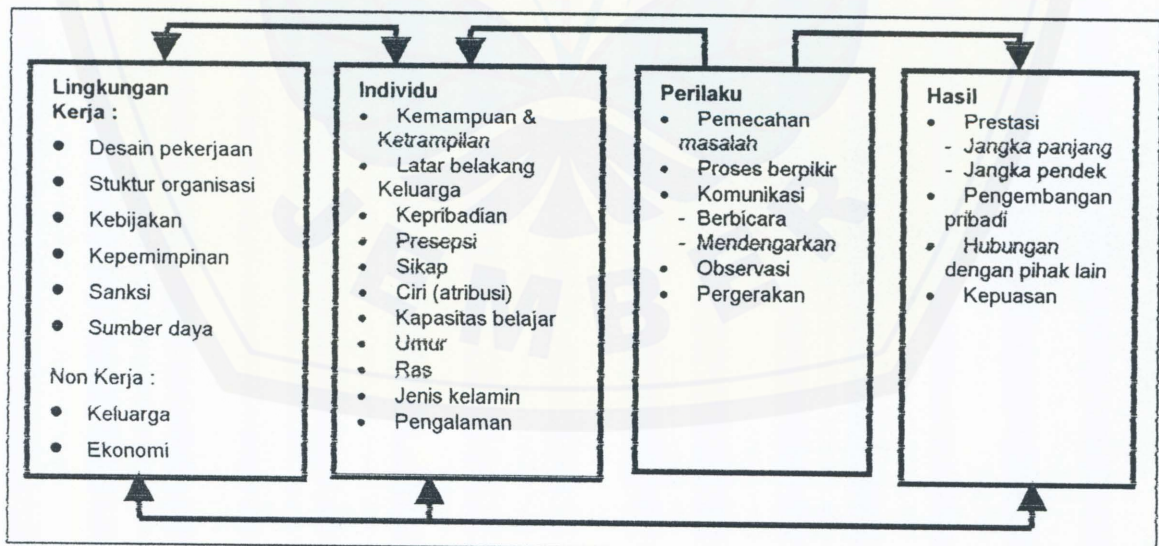 Lingkungan
Kerja :
● Desain pekerjaan
● Stuktur organisasi
● Kebijakan
● Kepemimpinan
● Sanksi
● Sumber daya
Non Kerja :
● Keluarga
● Ekonomi
Individu
• Kemampuan &
Ketrampilan
• Latar belakang
Keluarga
• Kepribadian
• Presepsi
• Sikap
• Ciri (atribusi)
• Kapasitas belajar
• Umur
• Ras
• Jenis kelamin
• Pengalaman
Perilaku
• Pemecahan
masalah
• Proses berpikir
• Komunikasi
- Berbicara
- Mendengarkan
• Observasi
• Pergerakan
Hasil
• Prestasi
- Jangka panjang
- Jangka pendek
• Pengembangan
pribadi
• Hubungan
dengan pihak lain
• Kepuasan
JEMBER